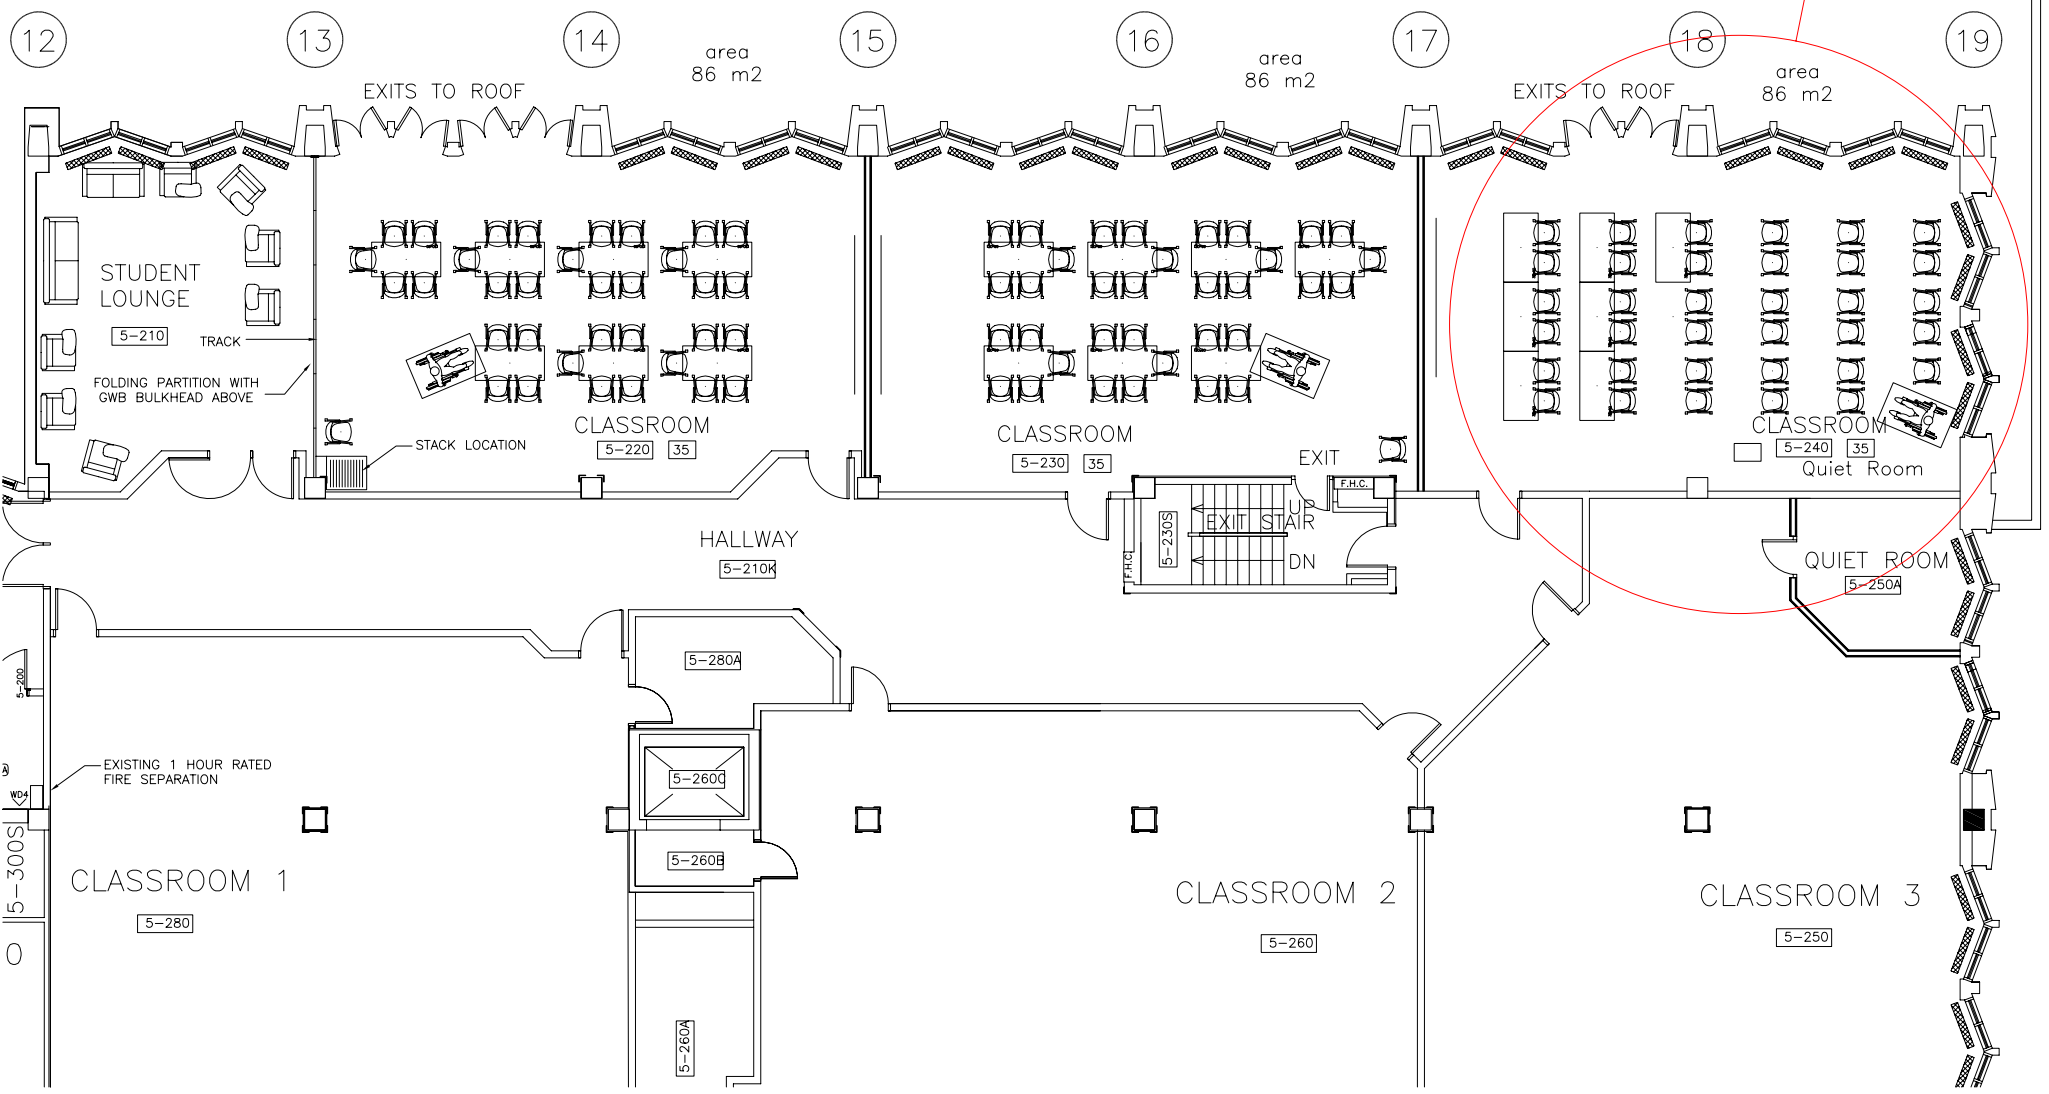 12
13
14
15
16
17
18
19
area
86 m2
area
86 m2
area
86 m2
EXITS TO ROOF
EXITS TO ROOF
STUDENT
LOUNGE
5-210
TRACK
FOLDING PARTITION WITH
GWB BULKHEAD ABOVE
STACK LOCATION
CLASSROOM
5-220 35
CLASSROOM
5-230 35
EXIT
F.H.C.
CLASSROOM
5-240 35
Quiet Room
HALLWAY
5-210K
F.H.C.
5-230S
UP
EXIT STAIR
DN
QUIET ROOM
5-250A
5-280A
5-200
EXISTING 1 HOUR RATED
FIRE SEPARATION
WD4
5-260C
5-260B
5-300S
CLASSROOM 1
5-280
CLASSROOM 2
5-260
CLASSROOM 3
5-250
O
5-260A